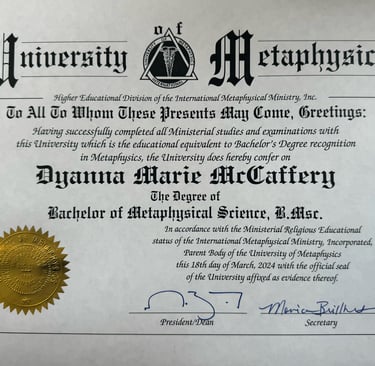 of
University Metaphysic
Higher Educational Division of the International Metaphysical Ministry, Inc.
To All To Whom These Presents May Come, Greetings:
Having successfully completed all Ministerial studies and examinations with
this University which is the educational equivalent to Bachelor's Degree recognition
in Metaphysics, the University does hereby confer on
Dyanna Marie McCaffery
The Degree of
Bachelor of Metaphysical Science, B.Msc.
In accordance with the Ministerial Religious Educational
status of the International Metaphysical Ministry, Incorporated,
Parent Body of the University of Metaphysics
this 18th day of March, 2024 with the official seal
of the University affixed as evidence thereof.
President/Dean Secretary